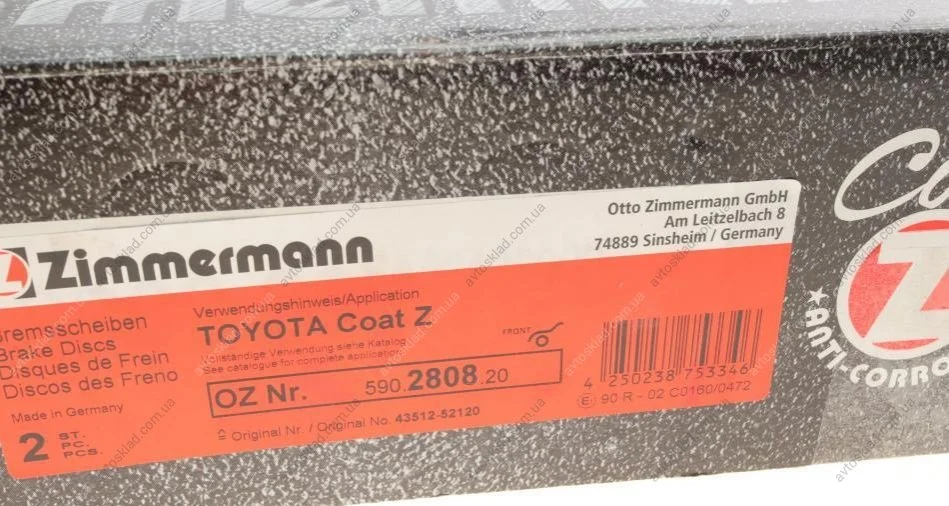 Zimmermann
Otto Zimmermann GmbH
Am Leitzelbach 8
74889 Sinsheim / Germany
Bremsscheiben
Brake Discs
Disques de Frein
Discos des Freno
Made in Germany
2 ST.
PC.
PCS.
Verwendungshinweis/Application
TOYOTA Coat Z
Vollständige Verwendung siehe Katalog
See catalogue for complete application
OZ Nr. 590.2808.20
≙ Original Nr. / Original No. 43512-52120
FRONT
4 250238 753346
E1 90 R - 02 C0160/0472
Z
avtosklad.com.ua